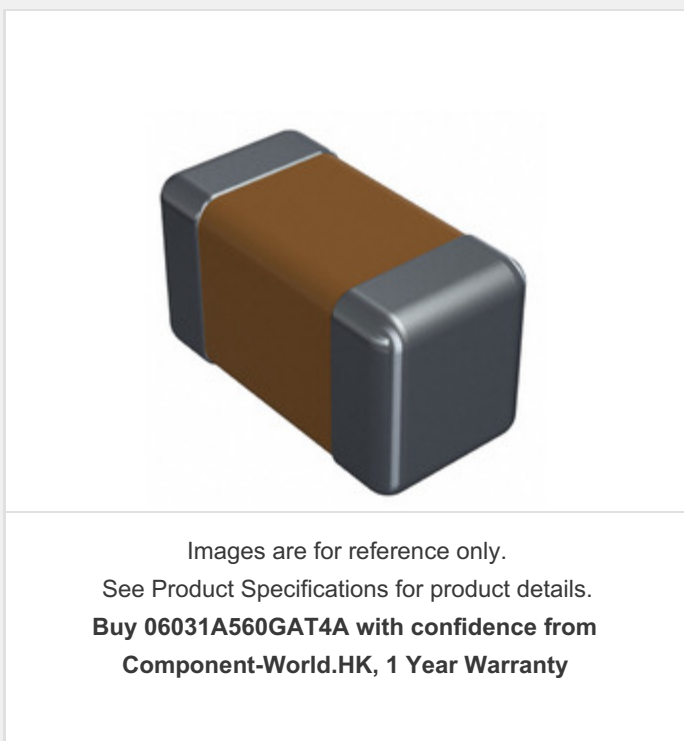 Images are for reference only.
See Product Specifications for product details.
Buy 06031A560GAT4A with confidence from
Component-World.HK, 1 Year Warranty